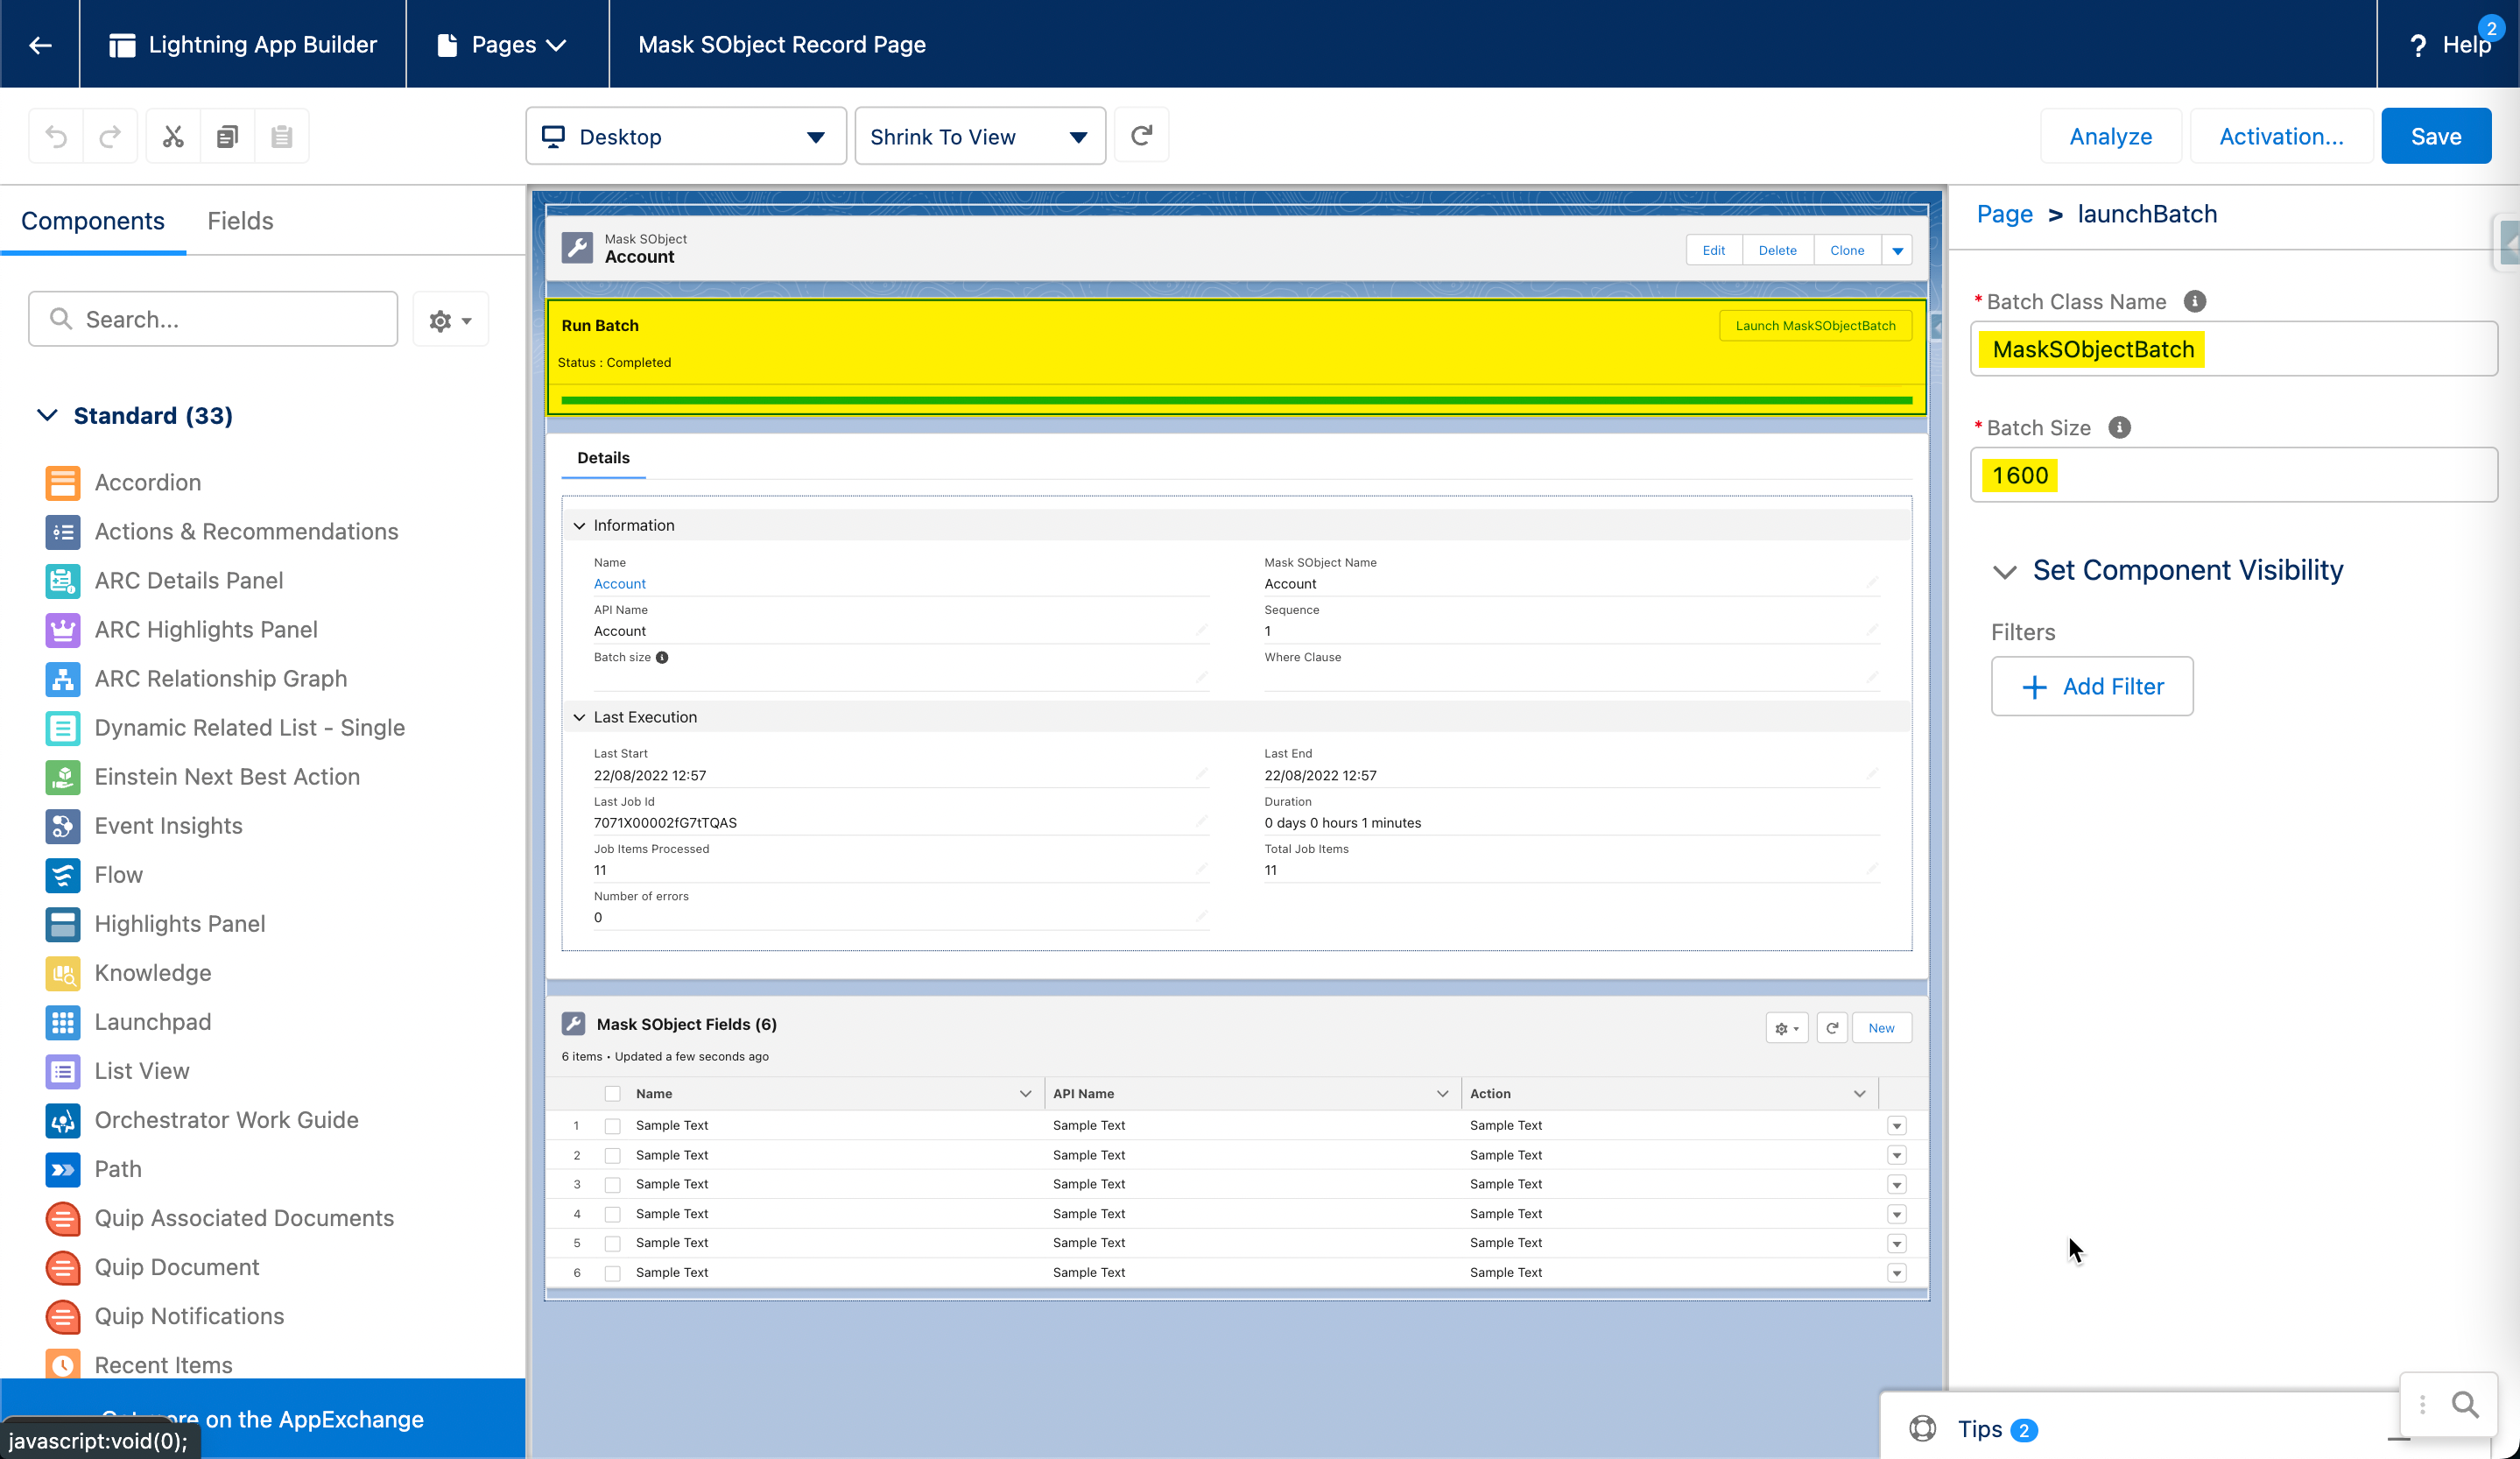 Lightning App Builder
Pages
Mask SObject Record Page
? Help
2
Desktop
Shrink To View
Analyze
Activation...
Save
Components
Fields
Search...
Standard (33)
Accordion
Actions & Recommendations
ARC Details Panel
ARC Highlights Panel
ARC Relationship Graph
Dynamic Related List - Single
Einstein Next Best Action
Event Insights
Flow
Highlights Panel
Knowledge
Launchpad
List View
Orchestrator Work Guide
Path
Quip Associated Documents
Quip Document
Quip Notifications
Recent Items
more on the AppExchange
javascript:void(0);
Mask SObject
Account
Edit
Delete
Clone
Run Batch
Launch MaskSObjectBatch
Status : Completed
Details
Information
Name
Account
Mask SObject Name
Account
API Name
Account
Sequence
1
Batch size
Where Clause
Last Execution
Last Start
22/08/2022 12:57
Last End
22/08/2022 12:57
Last Job Id
7071X00002fG7tTQAS
Duration
0 days 0 hours 1 minutes
Job Items Processed
11
Total Job Items
11
Number of errors
0
Mask SObject Fields (6)
New
6 items • Updated a few seconds ago
Name API Name Action
1 Sample Text Sample Text Sample Text
2 Sample Text Sample Text Sample Text
3 Sample Text Sample Text Sample Text
4 Sample Text Sample Text Sample Text
5 Sample Text Sample Text Sample Text
6 Sample Text Sample Text Sample Text
Page > launchBatch
*Batch Class Name
MaskSObjectBatch
*Batch Size
1600
Set Component Visibility
Filters
+ Add Filter
Tips 2